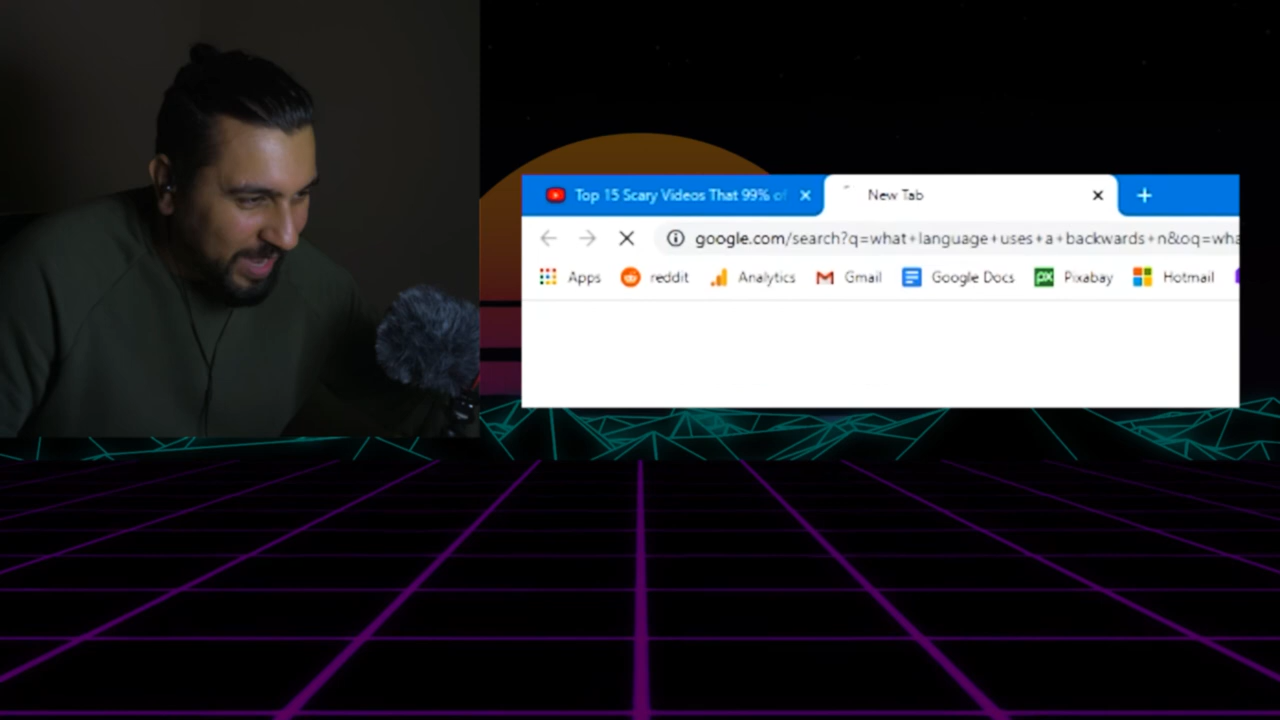 Top 15 Scary Videos That 99% of
New Tab
google.com/search?q=what+language+uses+a+backwards+n&oq=wha
Apps reddit Analytics Gmail Google Docs px Pixabay Hotmail